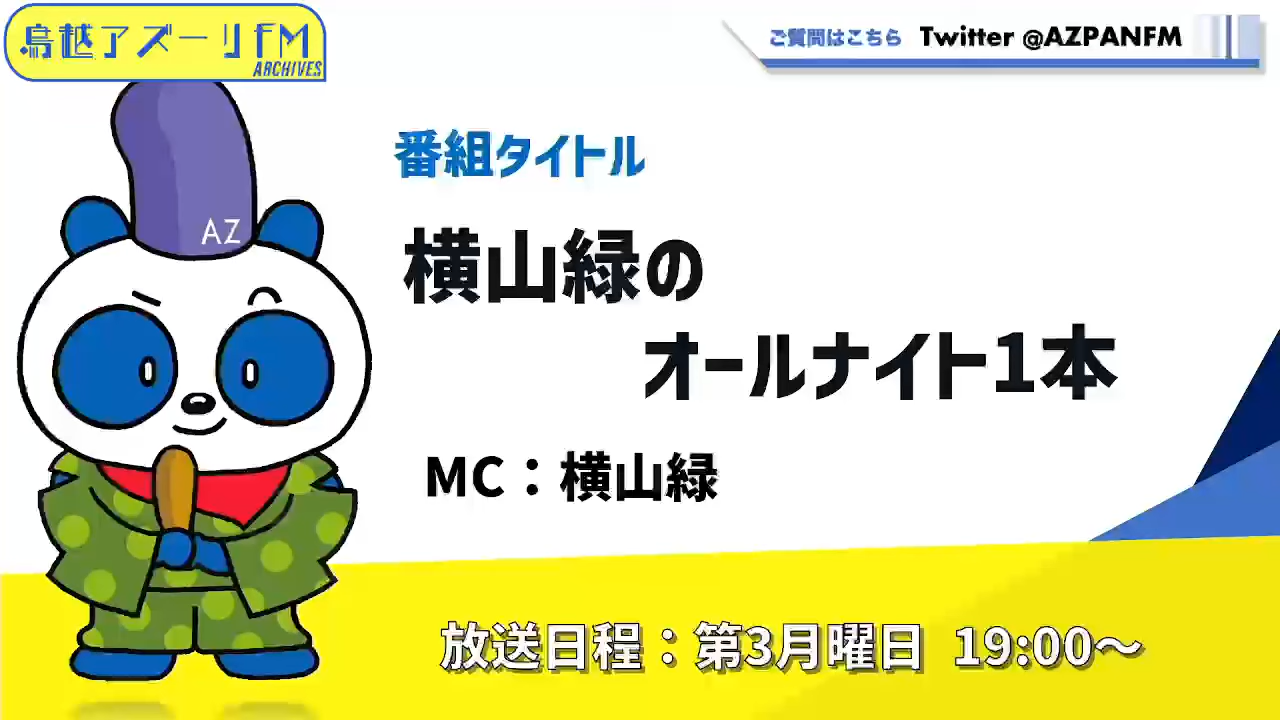 鳥越アズーリFM
ARCHIVES
ご質問はこちら Twitter @AZPANFM
AZ
番組タイトル
横山緑の
オールナイト1本
MC：横山緑
放送日程：第3月曜日 19:00～